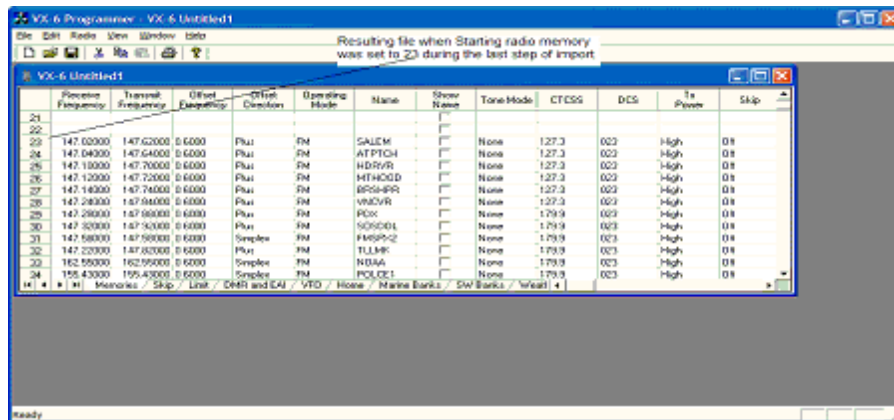 VX-6 Programmer - VX-6 Untitled1
File Edit Radio View Window Help
Resulting file when Starting radio memory
was set to 23 during the last step of import
VX-6 Untitled1
Receive Frequency Transmit Frequency Offset Frequency Offset Direction Operating Mode Name Show Name Tone Mode CTCSS DCS Tx Power Skip
21
22
23 147.02000 147.62000 0.6000 Plus FM SALEM None 127.3 023 High Off
24 147.04000 147.64000 0.6000 Plus FM ATPTCH None 127.3 023 High Off
25 147.10000 147.70000 0.6000 Plus FM HDRIVR None 127.3 023 High Off
26 147.12000 147.72000 0.6000 Plus FM MTHOOD None 127.3 023 High Off
27 147.14000 147.74000 0.6000 Plus FM None 127.3 023 High Off
28 147.24000 147.84000 0.6000 Plus FM VNCVR None 127.3 023 High Off
29 147.28000 147.88000 0.6000 Plus FM PDX None 179.9 023 High Off
30 147.32000 147.92000 0.6000 Plus FM None 179.9 023 High Off
31 147.58000 147.58000 0.6000 Simplex FM None 179.9 023 High Off
32 147.22000 147.82000 0.6000 Plus FM None 179.9 023 High Off
33 162.55000 162.55000 0.6000 Simplex FM NOAA None 179.9 023 High Off
34 155.43000 155.43000 0.6000 Simplex FM POLCE1 None 179.9 023 High Off
Memories Skip Limit DMR and EAI VFO Home Marine Banks SW Banks
Ready